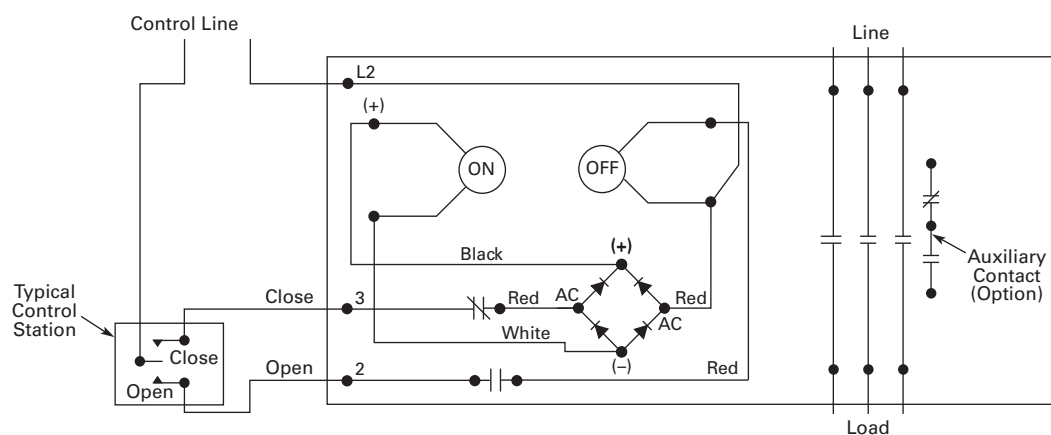 Control Line
Line
L2
(+)
ON
OFF
Black
(+)
Auxiliary
Contact
(Option)
Typical
Control
Station
Close
3
Red
AC
Red
AC
White
Close
(–)
Open
Open
2
Red
Load